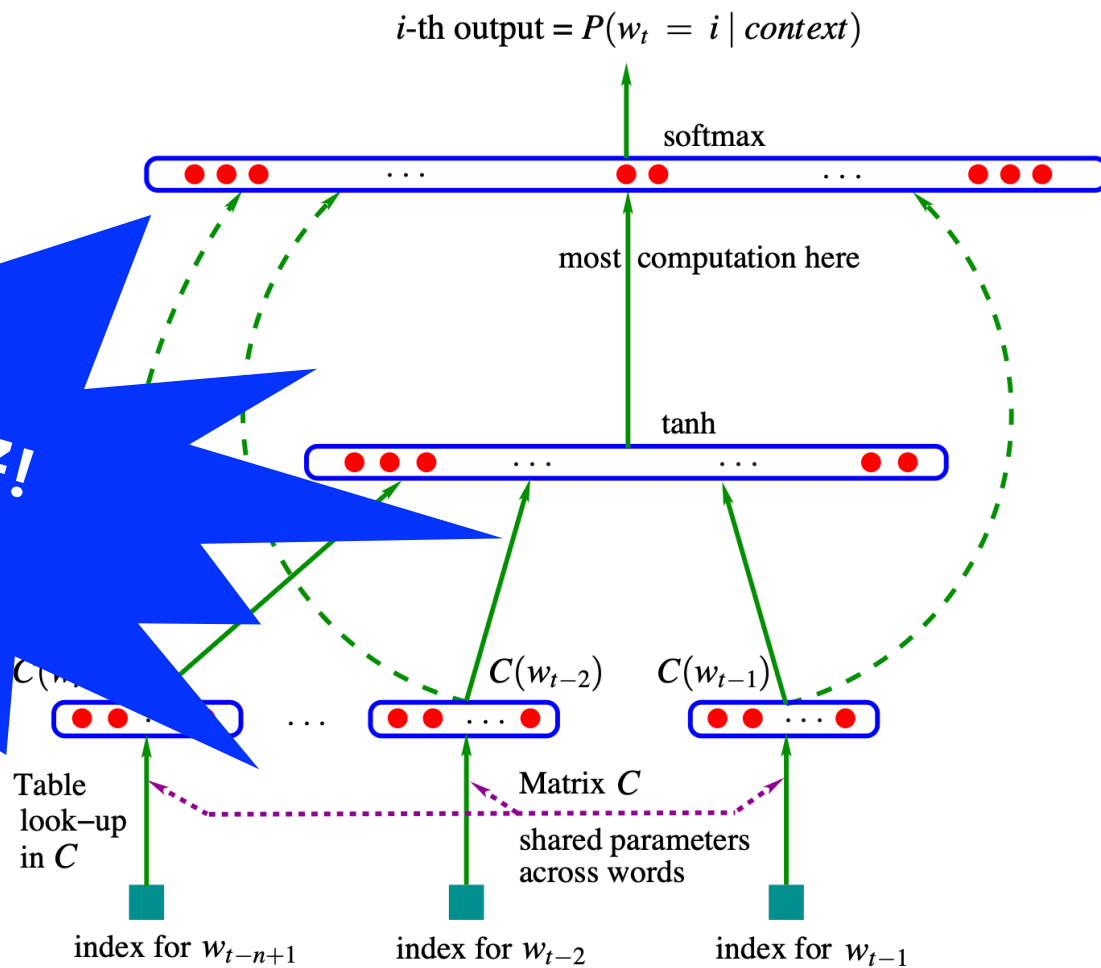 i-th output = P(w_t = i | context)
softmax
. . .
. . .
most computation here
tanh
. . .
. . .
?!
C(w_{t−2})
C(w_{t−1})
. . .
. . .
. . .
Table
look−up
in C
Matrix C
shared parameters
across words
index for w_{t−n+1}
index for w_{t−2}
index for w_{t−1}